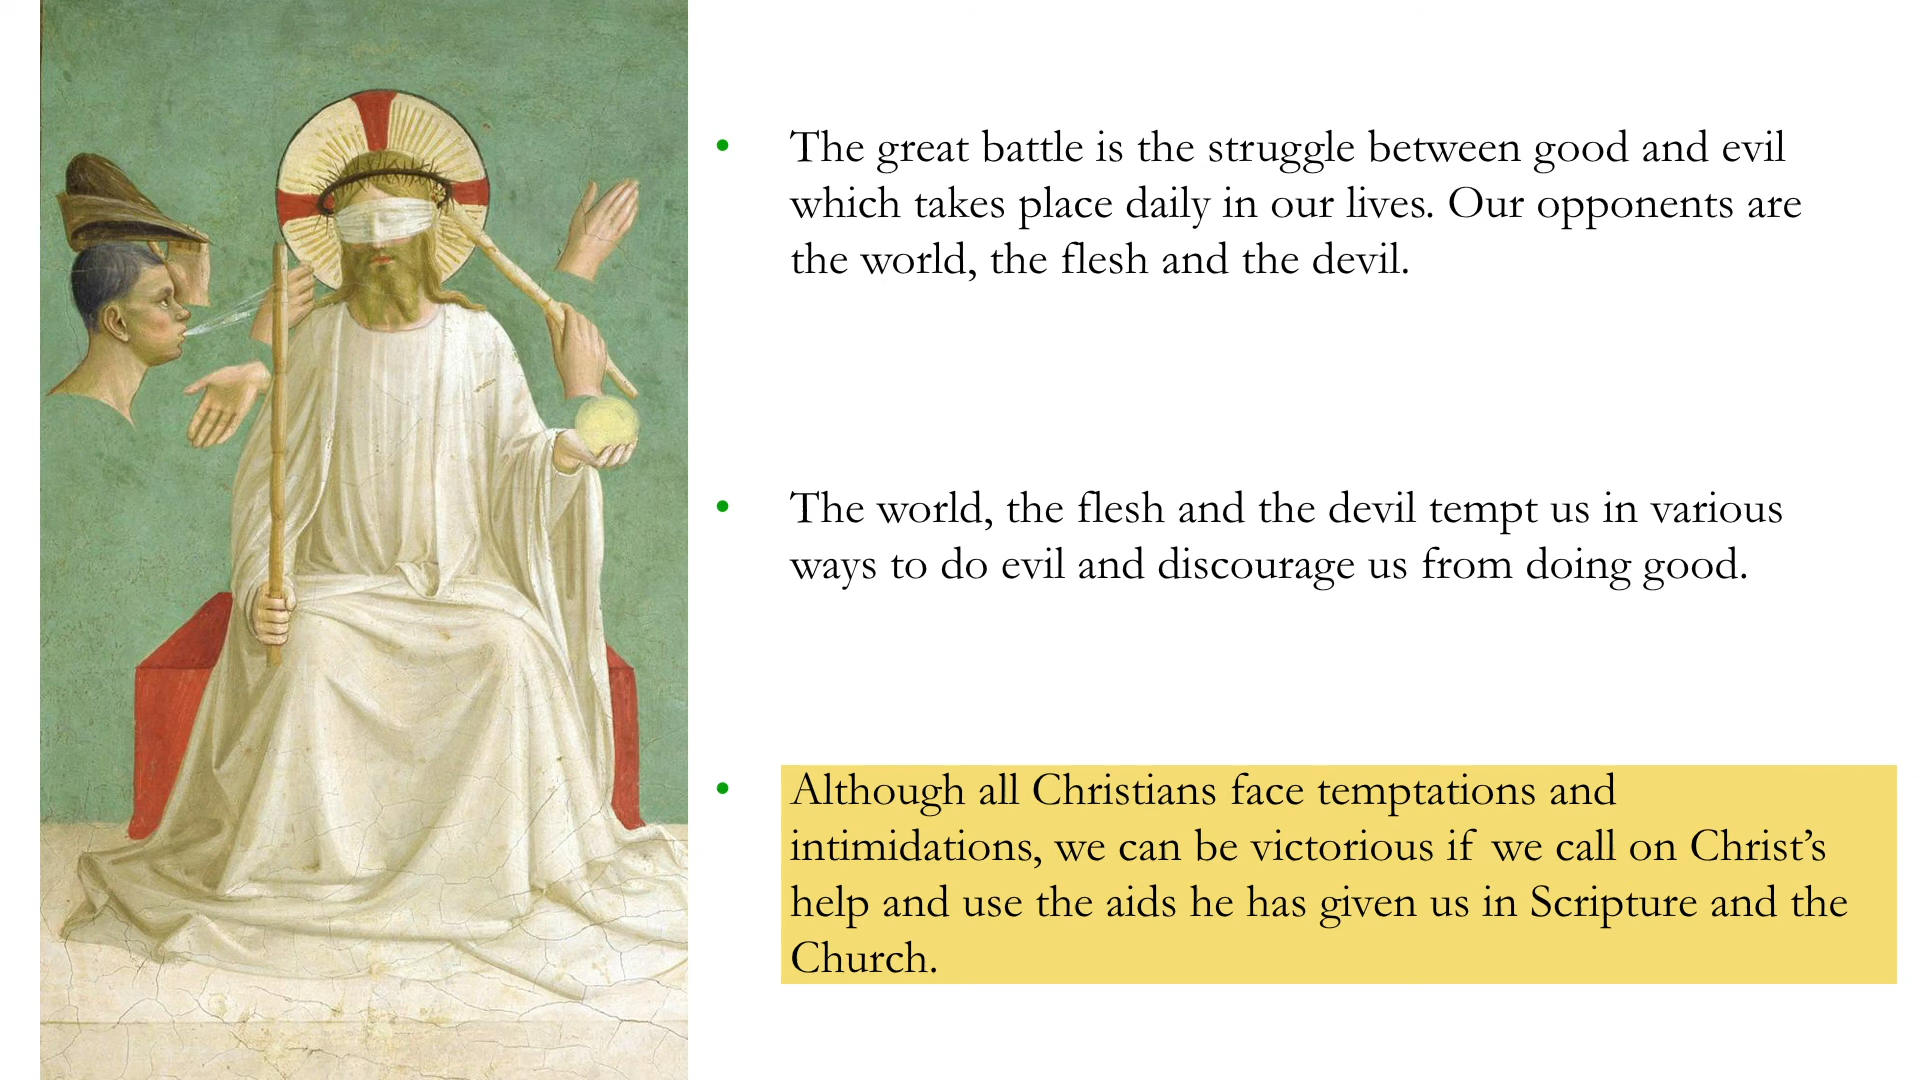 • The great battle is the struggle between good and evil
which takes place daily in our lives. Our opponents are
the world, the flesh and the devil.
• The world, the flesh and the devil tempt us in various
ways to do evil and discourage us from doing good.
• Although all Christians face temptations and
intimidations, we can be victorious if we call on Christ’s
help and use the aids he has given us in Scripture and the
Church.